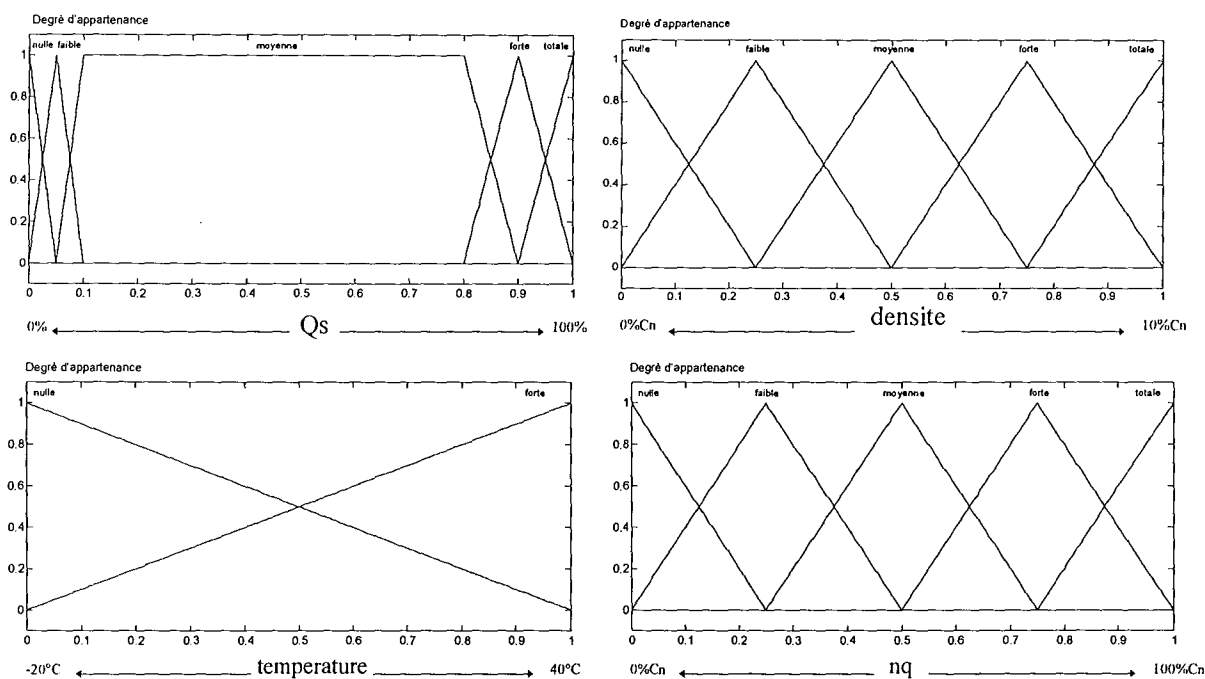 Degré d'appartenance
nulle faible moyenne forte totale
1
0.8
0.6
0.4
0.2
0
0 0.1 0.2 0.3 0.4 0.5 0.6 0.7 0.8 0.9 1
0% Qs 100%
Degré d'appartenance
nulle faible moyenne forte totale
1
0.8
0.6
0.4
0.2
0
0 0.1 0.2 0.3 0.4 0.5 0.6 0.7 0.8 0.9 1
0%Cn densite 10%Cn
Degré d'appartenance
nulle forte
1
0.8
0.6
0.4
0.2
0
0 0.1 0.2 0.3 0.4 0.5 0.6 0.7 0.8 0.9 1
-20°C temperature 40°C
Degré d'appartenance
nulle faible moyenne forte totale
1
0.8
0.6
0.4
0.2
0
0 0.1 0.2 0.3 0.4 0.5 0.6 0.7 0.8 0.9 1
0%Cn nq 100%Cn